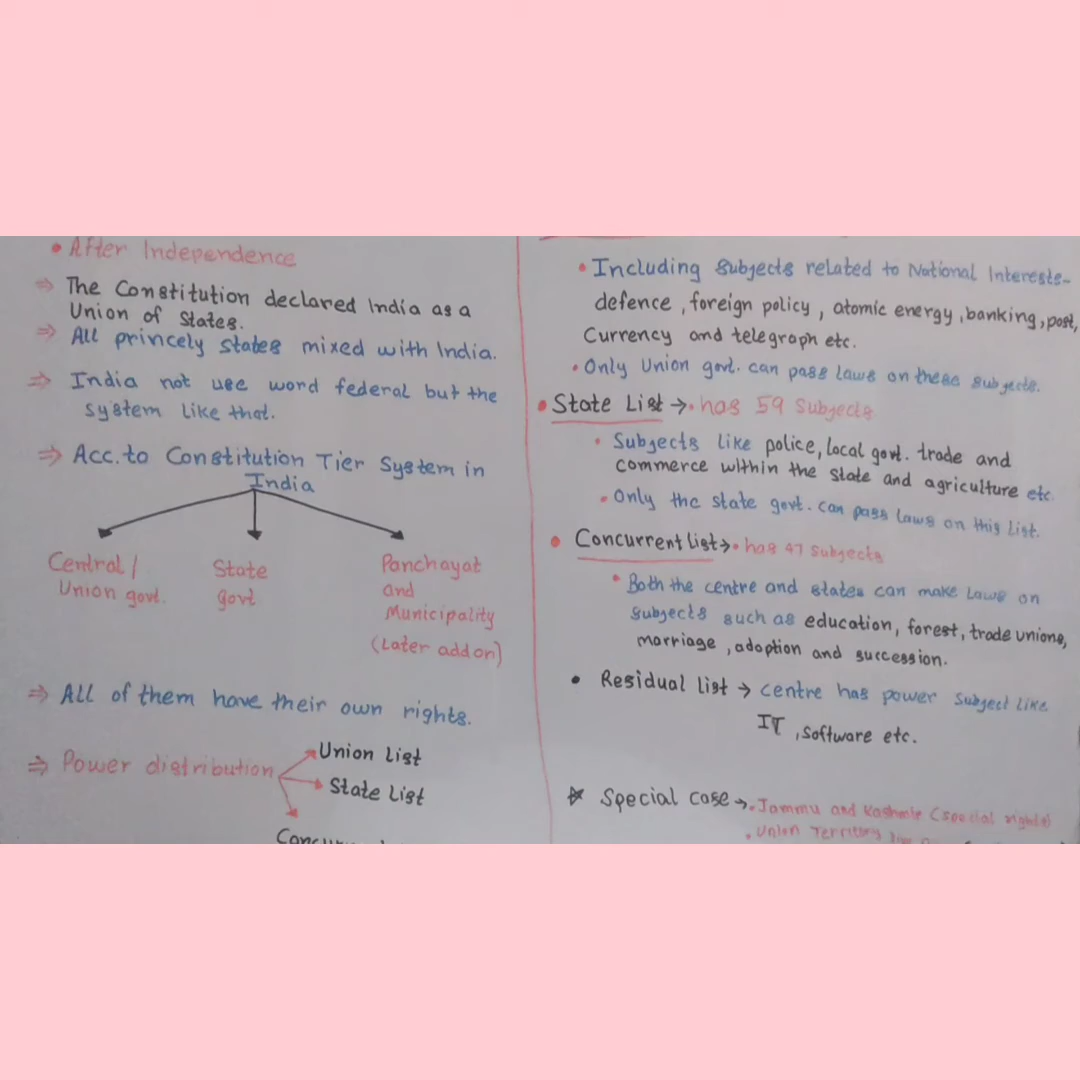 • After Independence
⇒ The Constitution declared India as a
Union of States.
⇒ All princely states mixed with India.
⇒ India not use word federal but the
system like that.
⇒ Acc. to Constitution Tier System in
India
Central /
Union govt.
State
govt
Panchayat
and
Municipality
(Later add on)
⇒ All of them have their own rights.
⇒ Power distribution
Union List
State List
• Including Subjects related to National Interests-
defence, foreign policy, atomic energy, banking, post,
Currency and telegraph etc.
• Only Union govt. can pass laws on these subjects.
• State List → • has 59 Subjects
• Subjects like police, local govt. trade and
commerce within the state and agriculture etc.
• Only the state govt. can pass laws on this list.
• Concurrent list → • has 47 subjects
• Both the centre and states can make laws on
subjects such as education, forest, trade unions,
marriage, adoption and succession.
• Residual list → centre has power subject like
IT, software etc.
* Special case → • Jammu and Kashmir (special rights)
• Union Territory